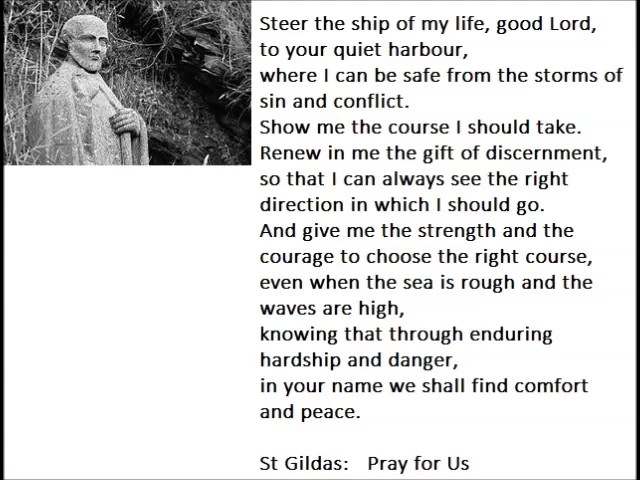 Steer the ship of my life, good Lord,
to your quiet harbour,
where I can be safe from the storms of
sin and conflict.
Show me the course I should take.
Renew in me the gift of discernment,
so that I can always see the right
direction in which I should go.
And give me the strength and the
courage to choose the right course,
even when the sea is rough and the
waves are high,
knowing that through enduring
hardship and danger,
in your name we shall find comfort
and peace.
St Gildas: Pray for Us